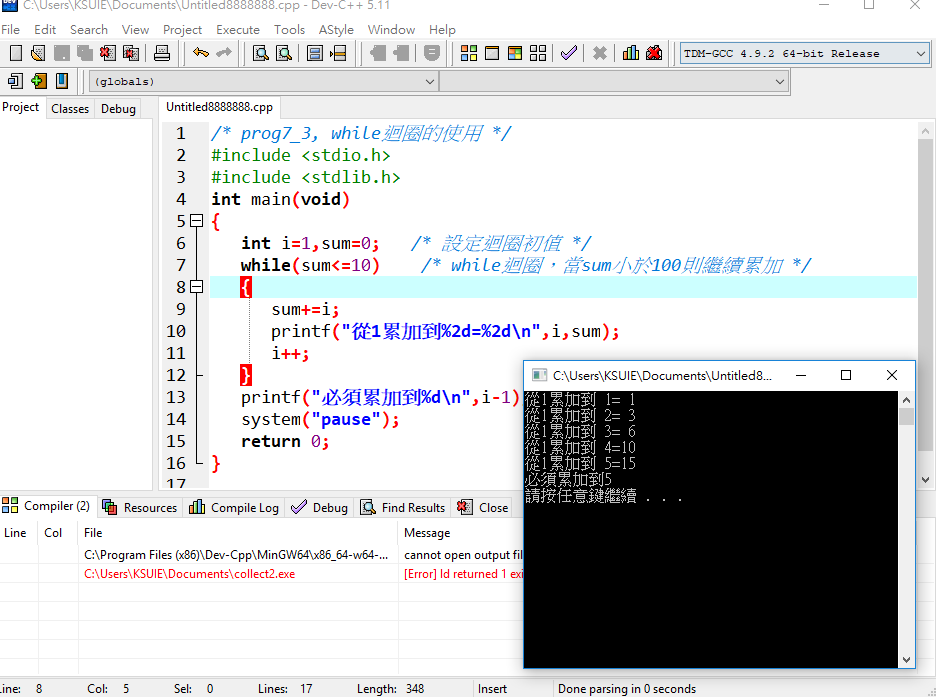 C:\Users\KSUIE\Documents\Untitled8888888.cpp - Dev-C++ 5.11
File Edit Search View Project Execute Tools AStyle Window Help
TDM-GCC 4.9.2 64-bit Release
(globals)
Project Classes Debug
Untitled8888888.cpp
1 /* prog7_3, while迴圈的使用 */
2 #include <stdio.h>
3 #include <stdlib.h>
4 int main(void)
5 {
6 int i=1,sum=0; /* 設定迴圈初值 */
7 while(sum<=10) /* while迴圈，當sum小於100則繼續累加 */
8 {
9 sum+=i;
10 printf("從1累加到%2d=%2d\n",i,sum);
11 i++;
12 }
13 printf("必須累加到%d\n",i-1)
14 system("pause");
15 return 0;
16 }
17
C:\Users\KSUIE\Documents\Untitled8...
從1累加到 1= 1
從1累加到 2= 3
從1累加到 3= 6
從1累加到 4=10
從1累加到 5=15
必須累加到5
請按任意鍵繼續 . . .
Compiler (2) Resources Compile Log Debug Find Results Close
Line Col File Message
C:\Program Files (x86)\Dev-Cpp\MinGW64\x86_64-w64-... cannot open output fil
C:\Users\KSUIE\Documents\collect2.exe [Error] ld returned 1 exi
Line: 8 Col: 5 Sel: 0 Lines: 17 Length: 348 Insert Done parsing in 0 seconds